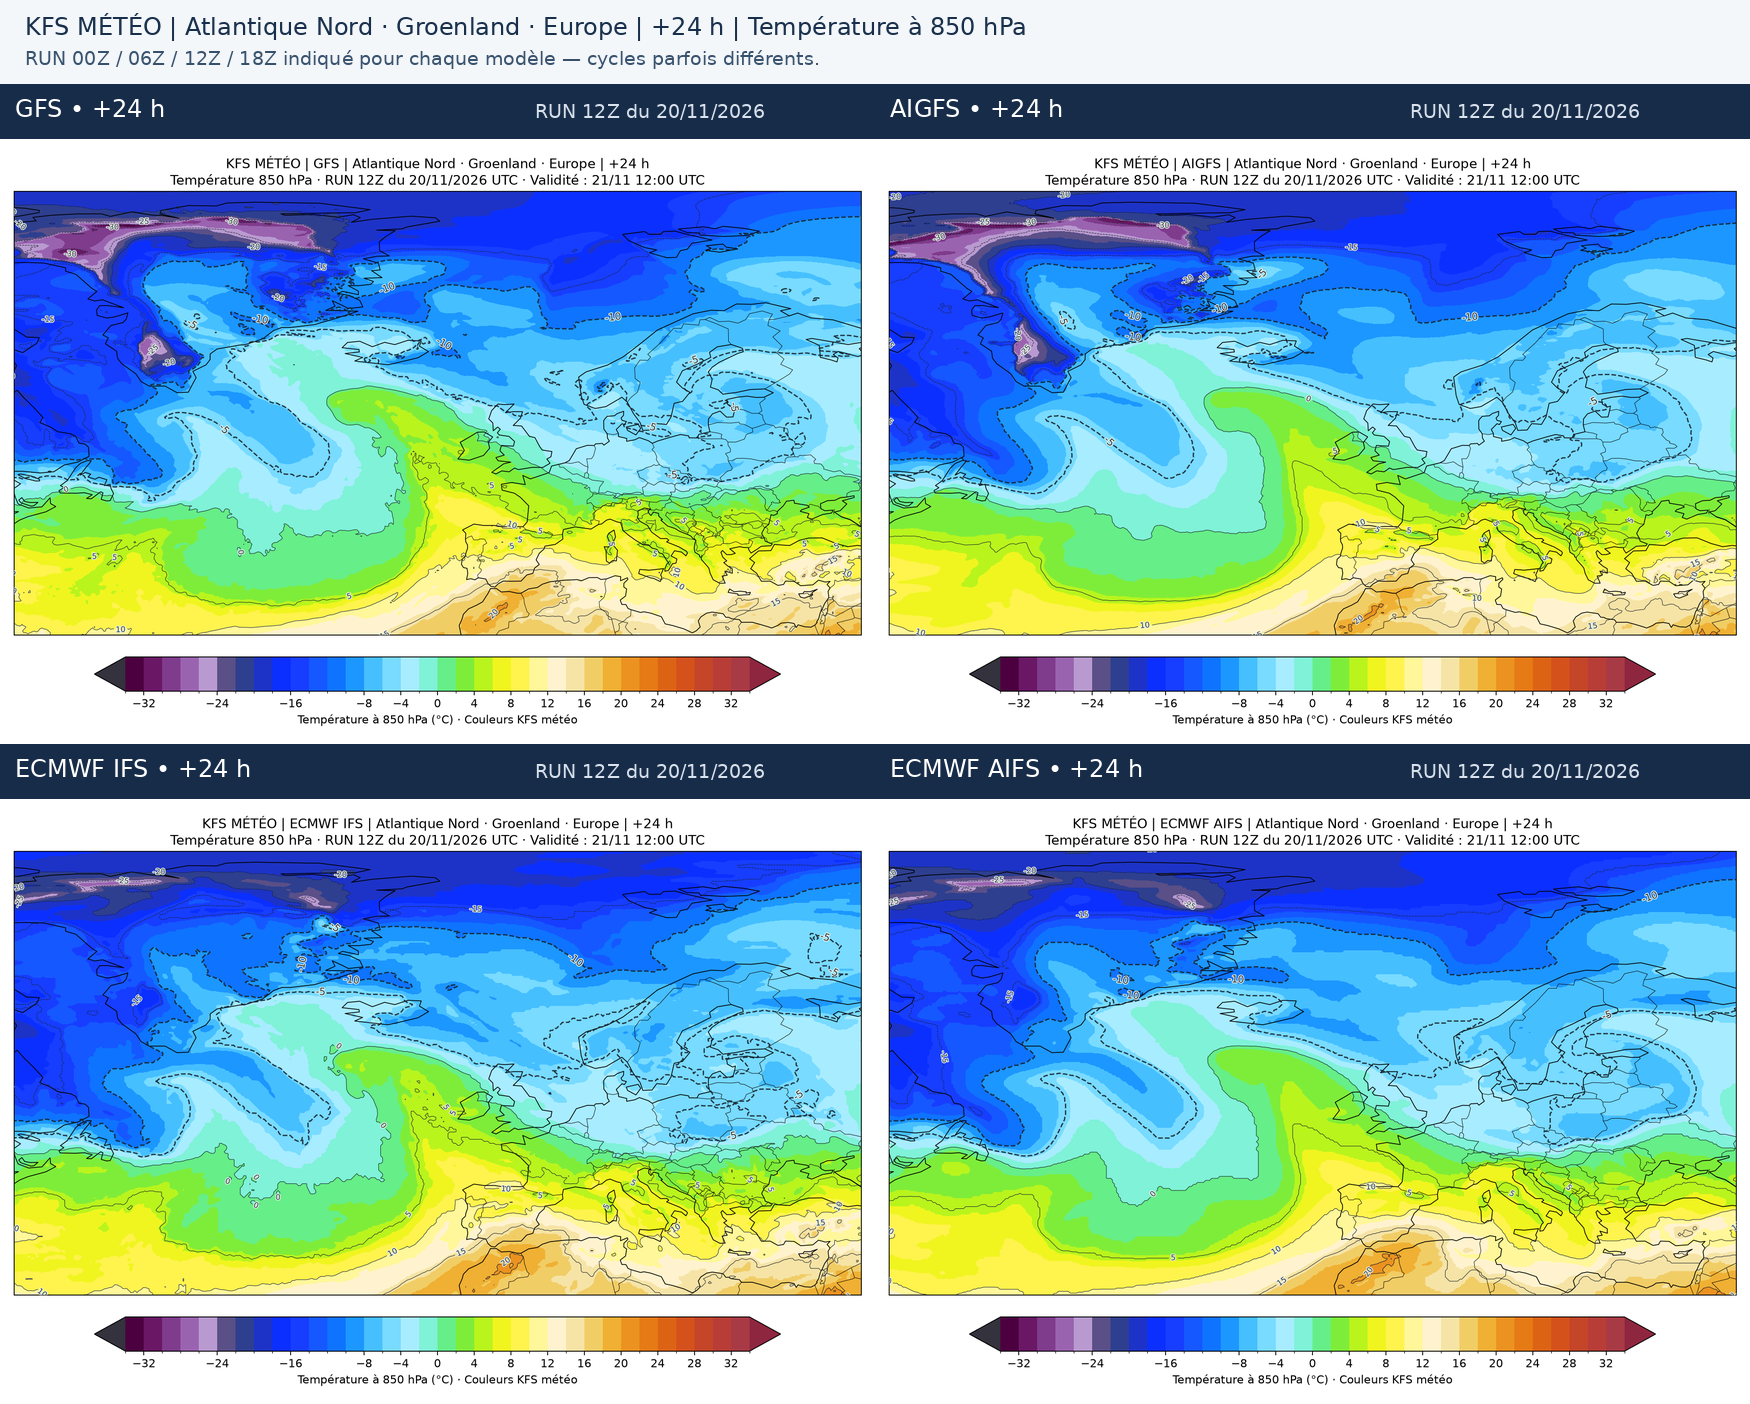 KFS MÉTÉO | Atlantique Nord · Groenland · Europe | +24 h | Température à 850 hPa
RUN 00Z / 06Z / 12Z / 18Z indiqué pour chaque modèle — cycles parfois différents.
GFS • +24 h
RUN 12Z du 20/11/2026
AIGFS • +24 h
RUN 12Z du 20/11/2026
KFS MÉTÉO | GFS | Atlantique Nord · Groenland · Europe | +24 h
Température 850 hPa · RUN 12Z du 20/11/2026 UTC · Validité : 21/11 12:00 UTC
KFS MÉTÉO | AIGFS | Atlantique Nord · Groenland · Europe | +24 h
Température 850 hPa · RUN 12Z du 20/11/2026 UTC · Validité : 21/11 12:00 UTC
−32 −24 −16 −8 −4 0 4 8 12 16 20 24 28 32
Température à 850 hPa (°C) · Couleurs KFS météo
−32 −24 −16 −8 −4 0 4 8 12 16 20 24 28 32
Température à 850 hPa (°C) · Couleurs KFS météo
ECMWF IFS • +24 h
RUN 12Z du 20/11/2026
ECMWF AIFS • +24 h
RUN 12Z du 20/11/2026
KFS MÉTÉO | ECMWF IFS | Atlantique Nord · Groenland · Europe | +24 h
Température 850 hPa · RUN 12Z du 20/11/2026 UTC · Validité : 21/11 12:00 UTC
KFS MÉTÉO | ECMWF AIFS | Atlantique Nord · Groenland · Europe | +24 h
Température 850 hPa · RUN 12Z du 20/11/2026 UTC · Validité : 21/11 12:00 UTC
−32 −24 −16 −8 −4 0 4 8 12 16 20 24 28 32
Température à 850 hPa (°C) · Couleurs KFS météo
−32 −24 −16 −8 −4 0 4 8 12 16 20 24 28 32
Température à 850 hPa (°C) · Couleurs KFS météo